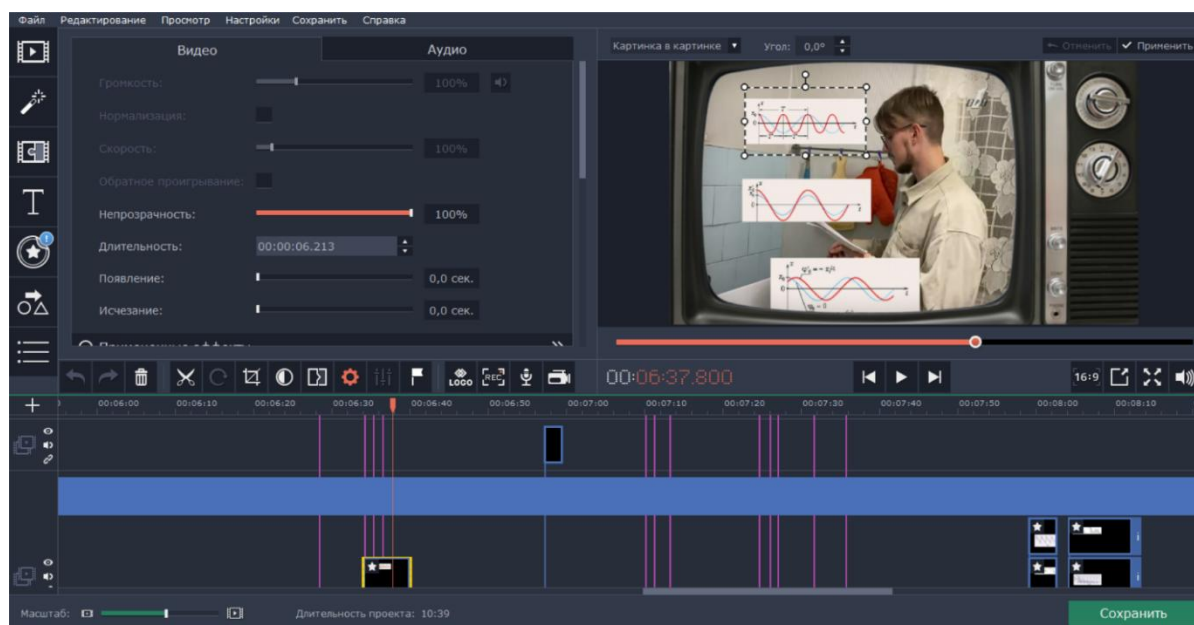 Файл Редактирование Просмотр Настройки Сохранить Справка
Видео Аудио
Громкость: 100%
Нормализация:
Скорость: 100%
Обратное проигрывание:
Непрозрачность: 100%
Длительность: 00:00:06.213
Появление: 0,0 сек.
Исчезание: 0,0 сек.
Картинка в картинке Угол: 0,0° Отменить Применить
LOGO REC 00:06:37.800 16:9
00:06:00 00:06:10 00:06:20 00:06:30 00:06:40 00:06:50 00:07:00 00:07:10 00:07:20 00:07:30 00:07:40 00:07:50 00:08:00 00:08:10
Масштаб: Длительность проекта: 10:39 Сохранить